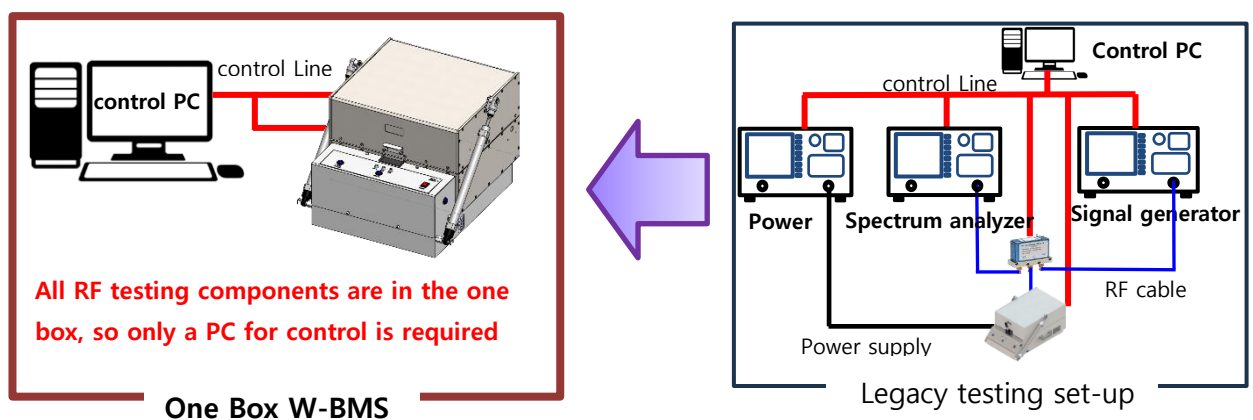 control Line
control PC
All RF testing components are in the one
box, so only a PC for control is required
One Box W-BMS
Control PC
control Line
Power
Spectrum analyzer
Signal generator
RF cable
Power supply
Legacy testing set-up